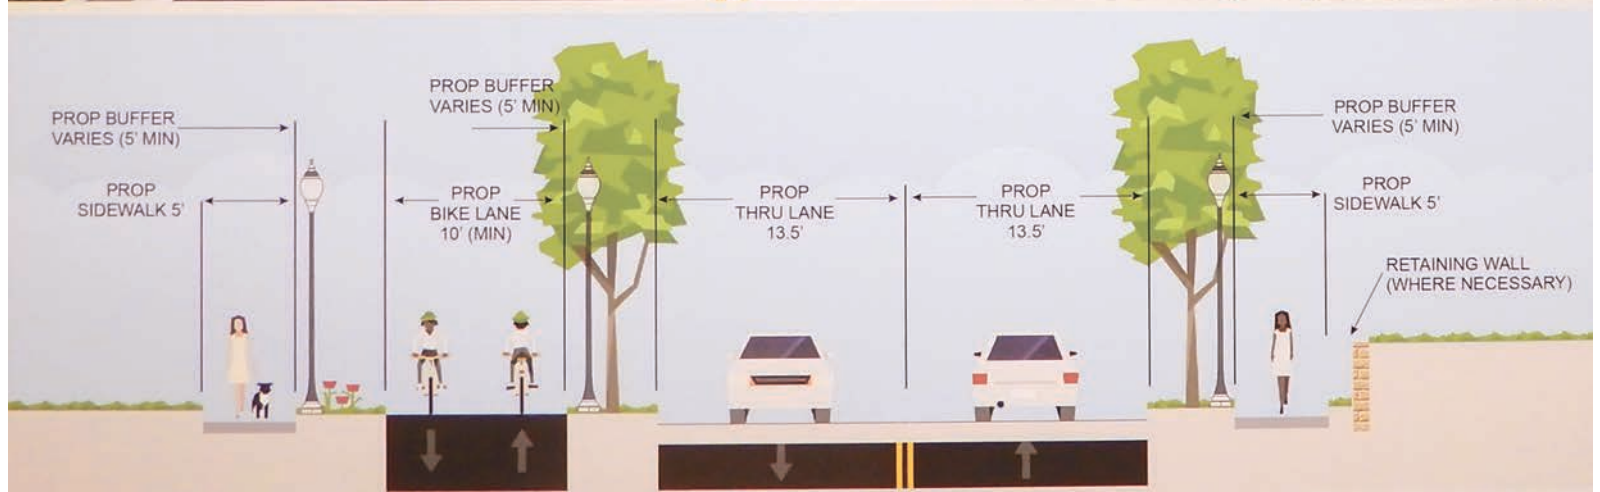 PROP BUFFER
VARIES (5' MIN)
PROP
SIDEWALK 5'
PROP BUFFER
VARIES (5' MIN)
PROP
BIKE LANE
10' (MIN)
PROP
THRU LANE
13.5'
PROP
THRU LANE
13.5'
PROP BUFFER
VARIES (5' MIN)
PROP
SIDEWALK 5'
RETAINING WALL
(WHERE NECESSARY)